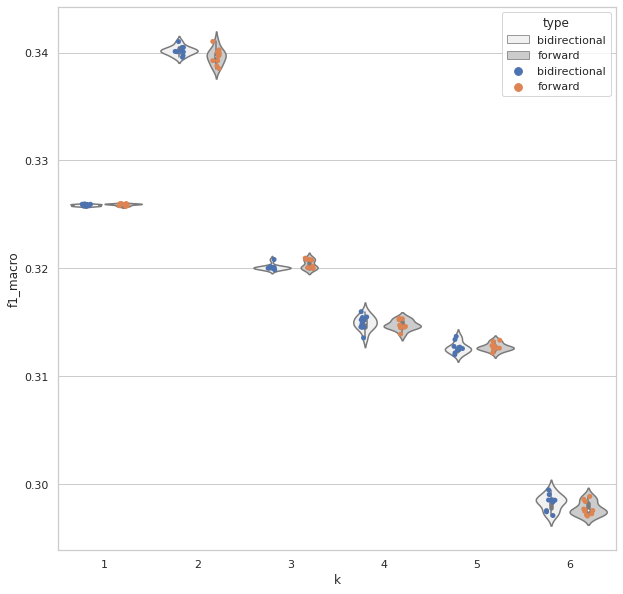 type
bidirectional
forward
bidirectional
forward
0.34
0.33
0.32
0.31
0.30
f1_macro
1 2 3 4 5 6
k